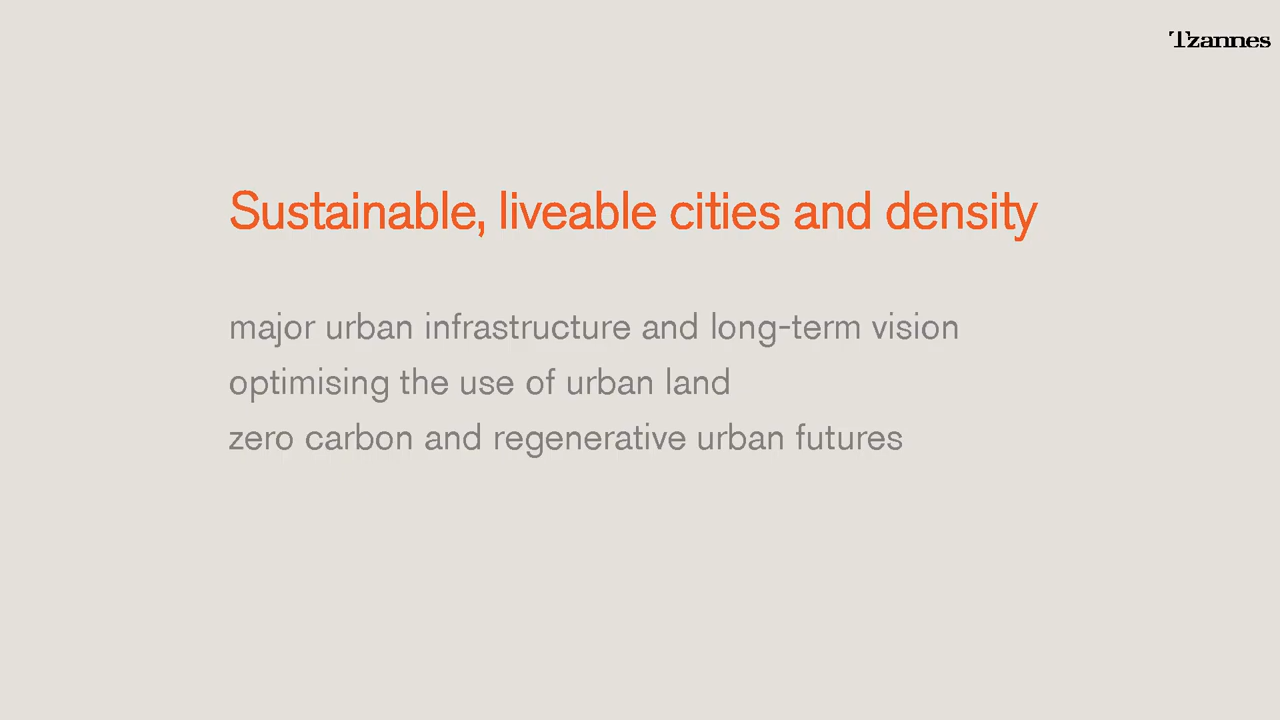 Tzannes
Sustainable, liveable cities and density
major urban infrastructure and long-term vision
optimising the use of urban land
zero carbon and regenerative urban futures